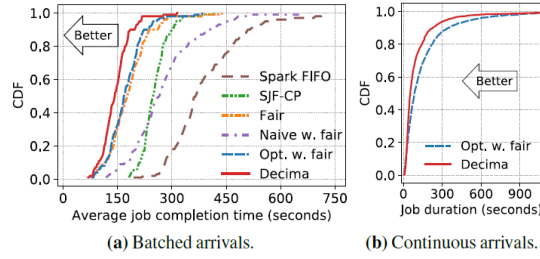 1.0
0.8
0.6
0.4
0.2
0.0
CDF
Better
Spark FIFO
SJF-CP
Fair
Naive w. fair
Opt. w. fair
Decima
0 150 300 450 600 750
Average job completion time (seconds)
(a) Batched arrivals.
1.0
0.8
0.6
0.4
0.2
0.0
CDF
Better
Opt. w. fair
Decima
0 300 600 900
Job duration (seconds)
(b) Continuous arrivals.